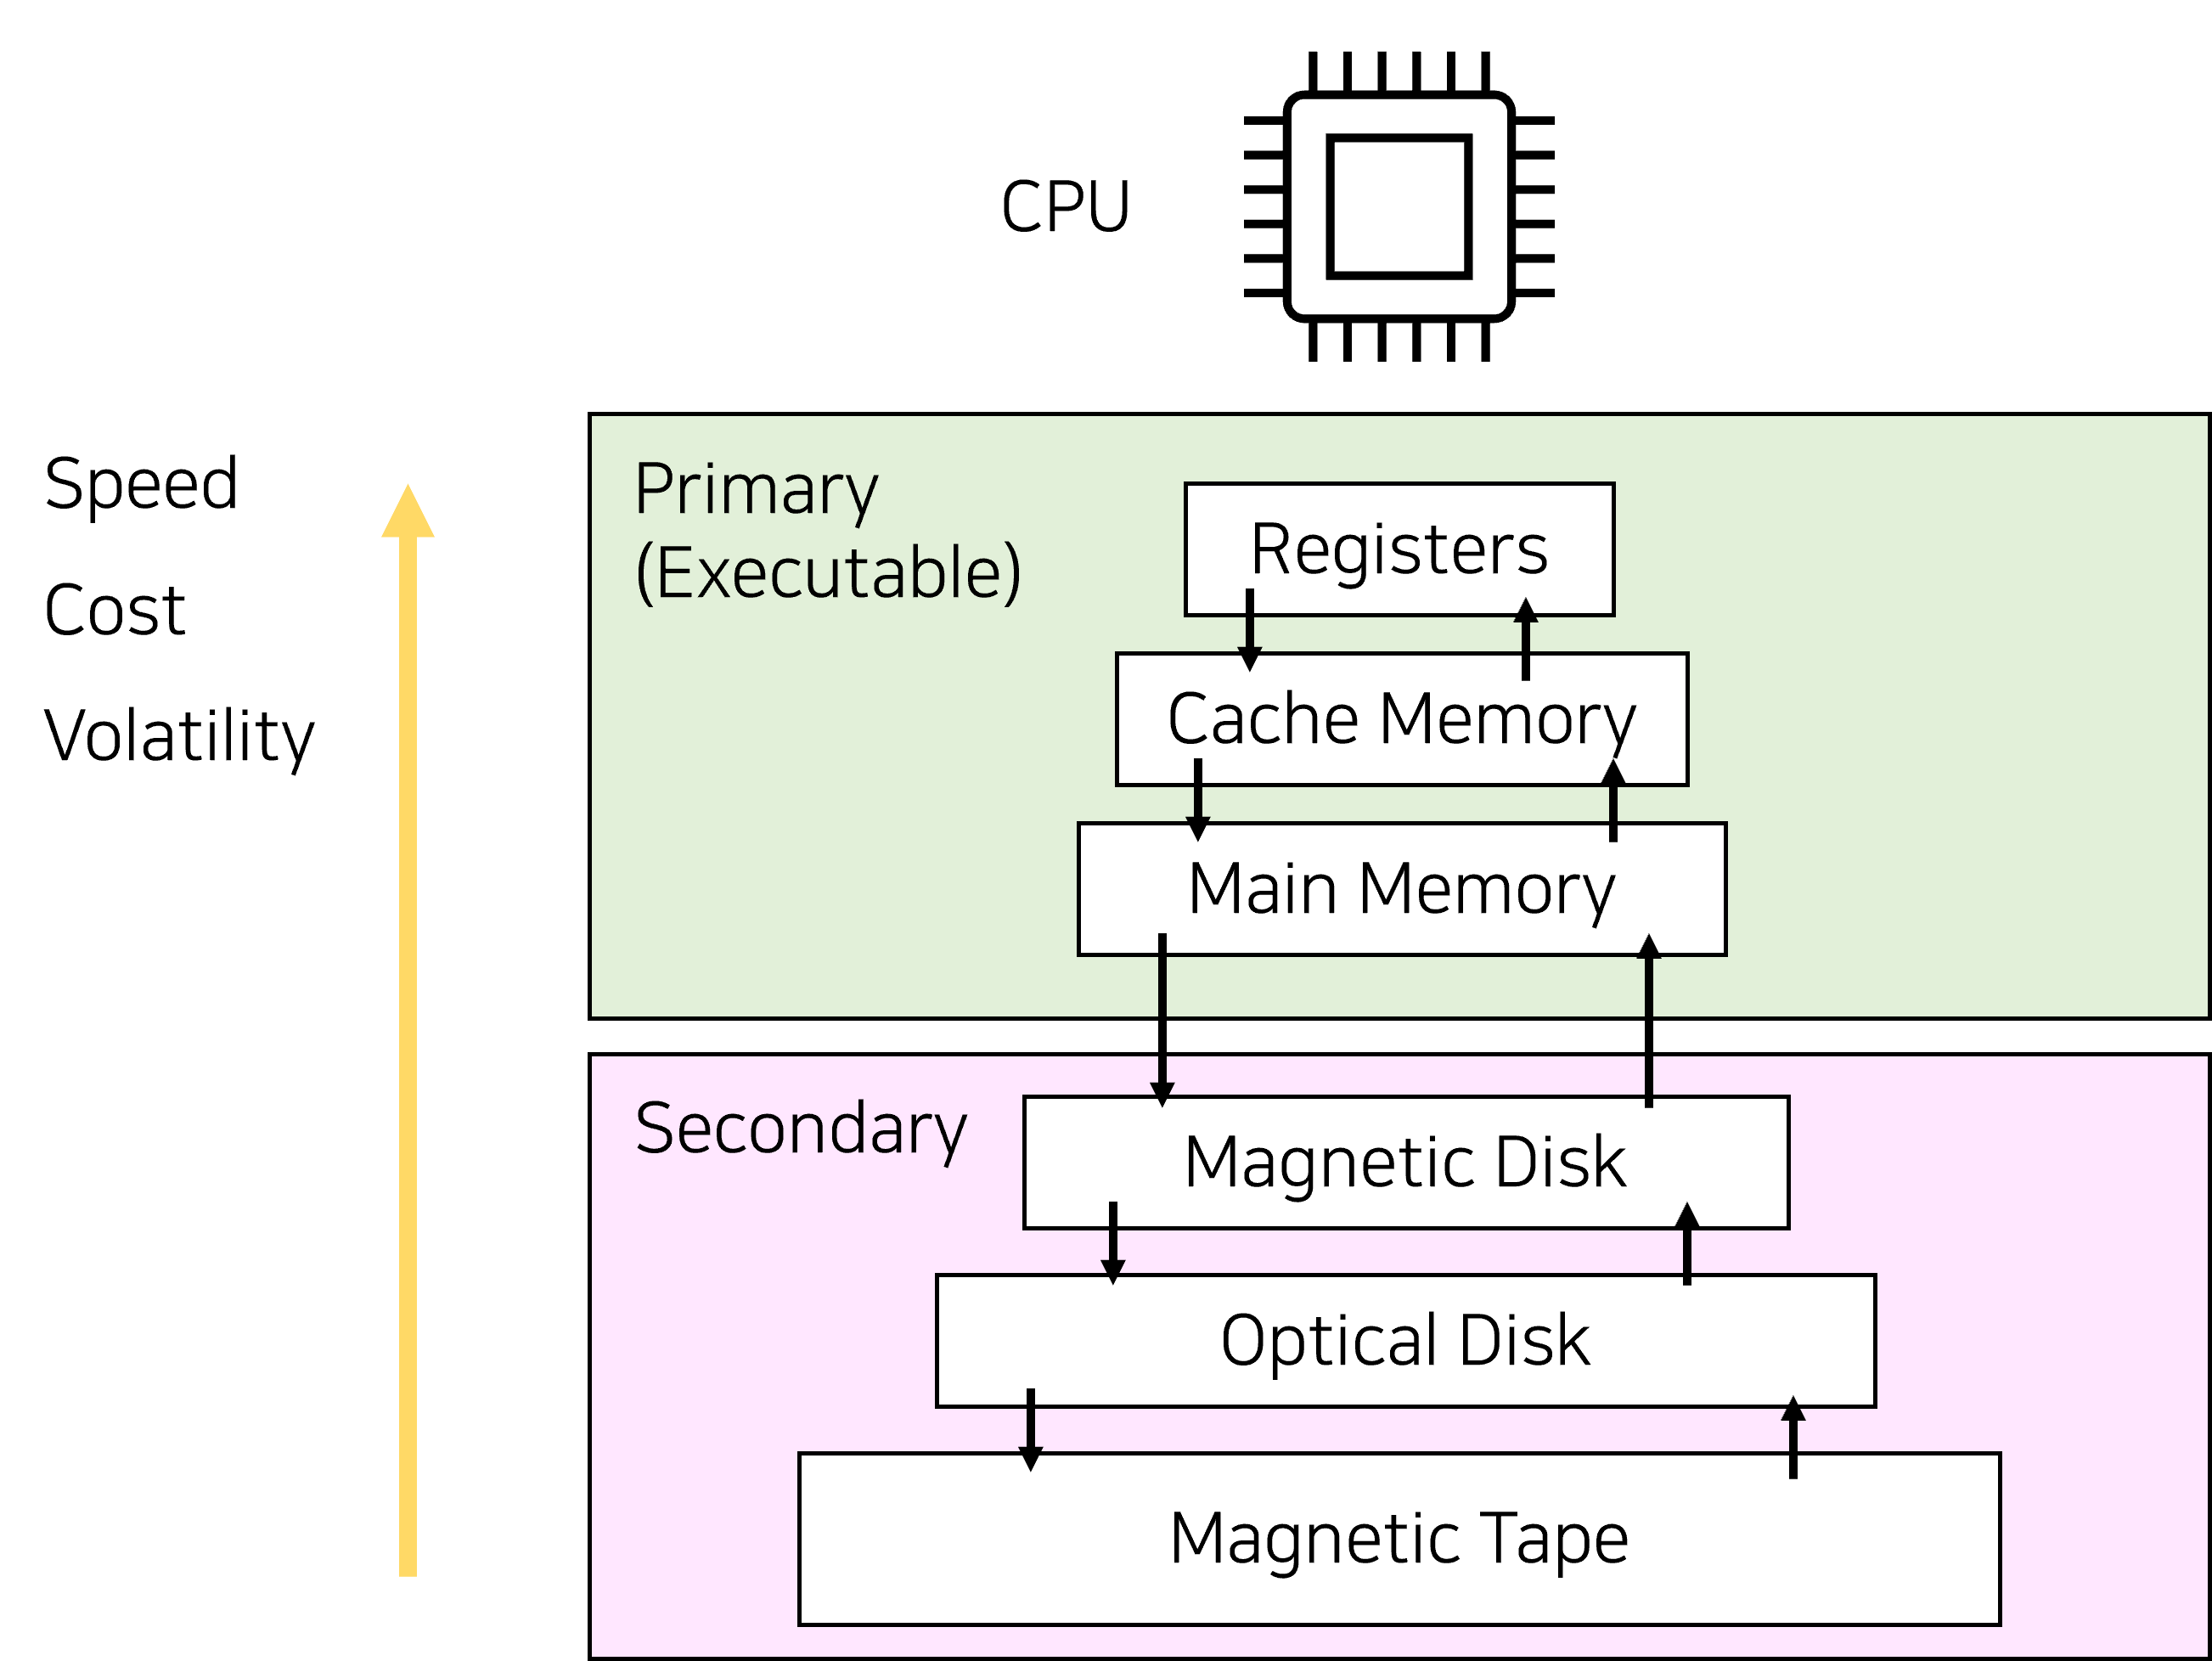 CPU
Speed
Cost
Volatility
Primary
(Executable)
Registers
Cache Memory
Main Memory
Secondary
Magnetic Disk
Optical Disk
Magnetic Tape